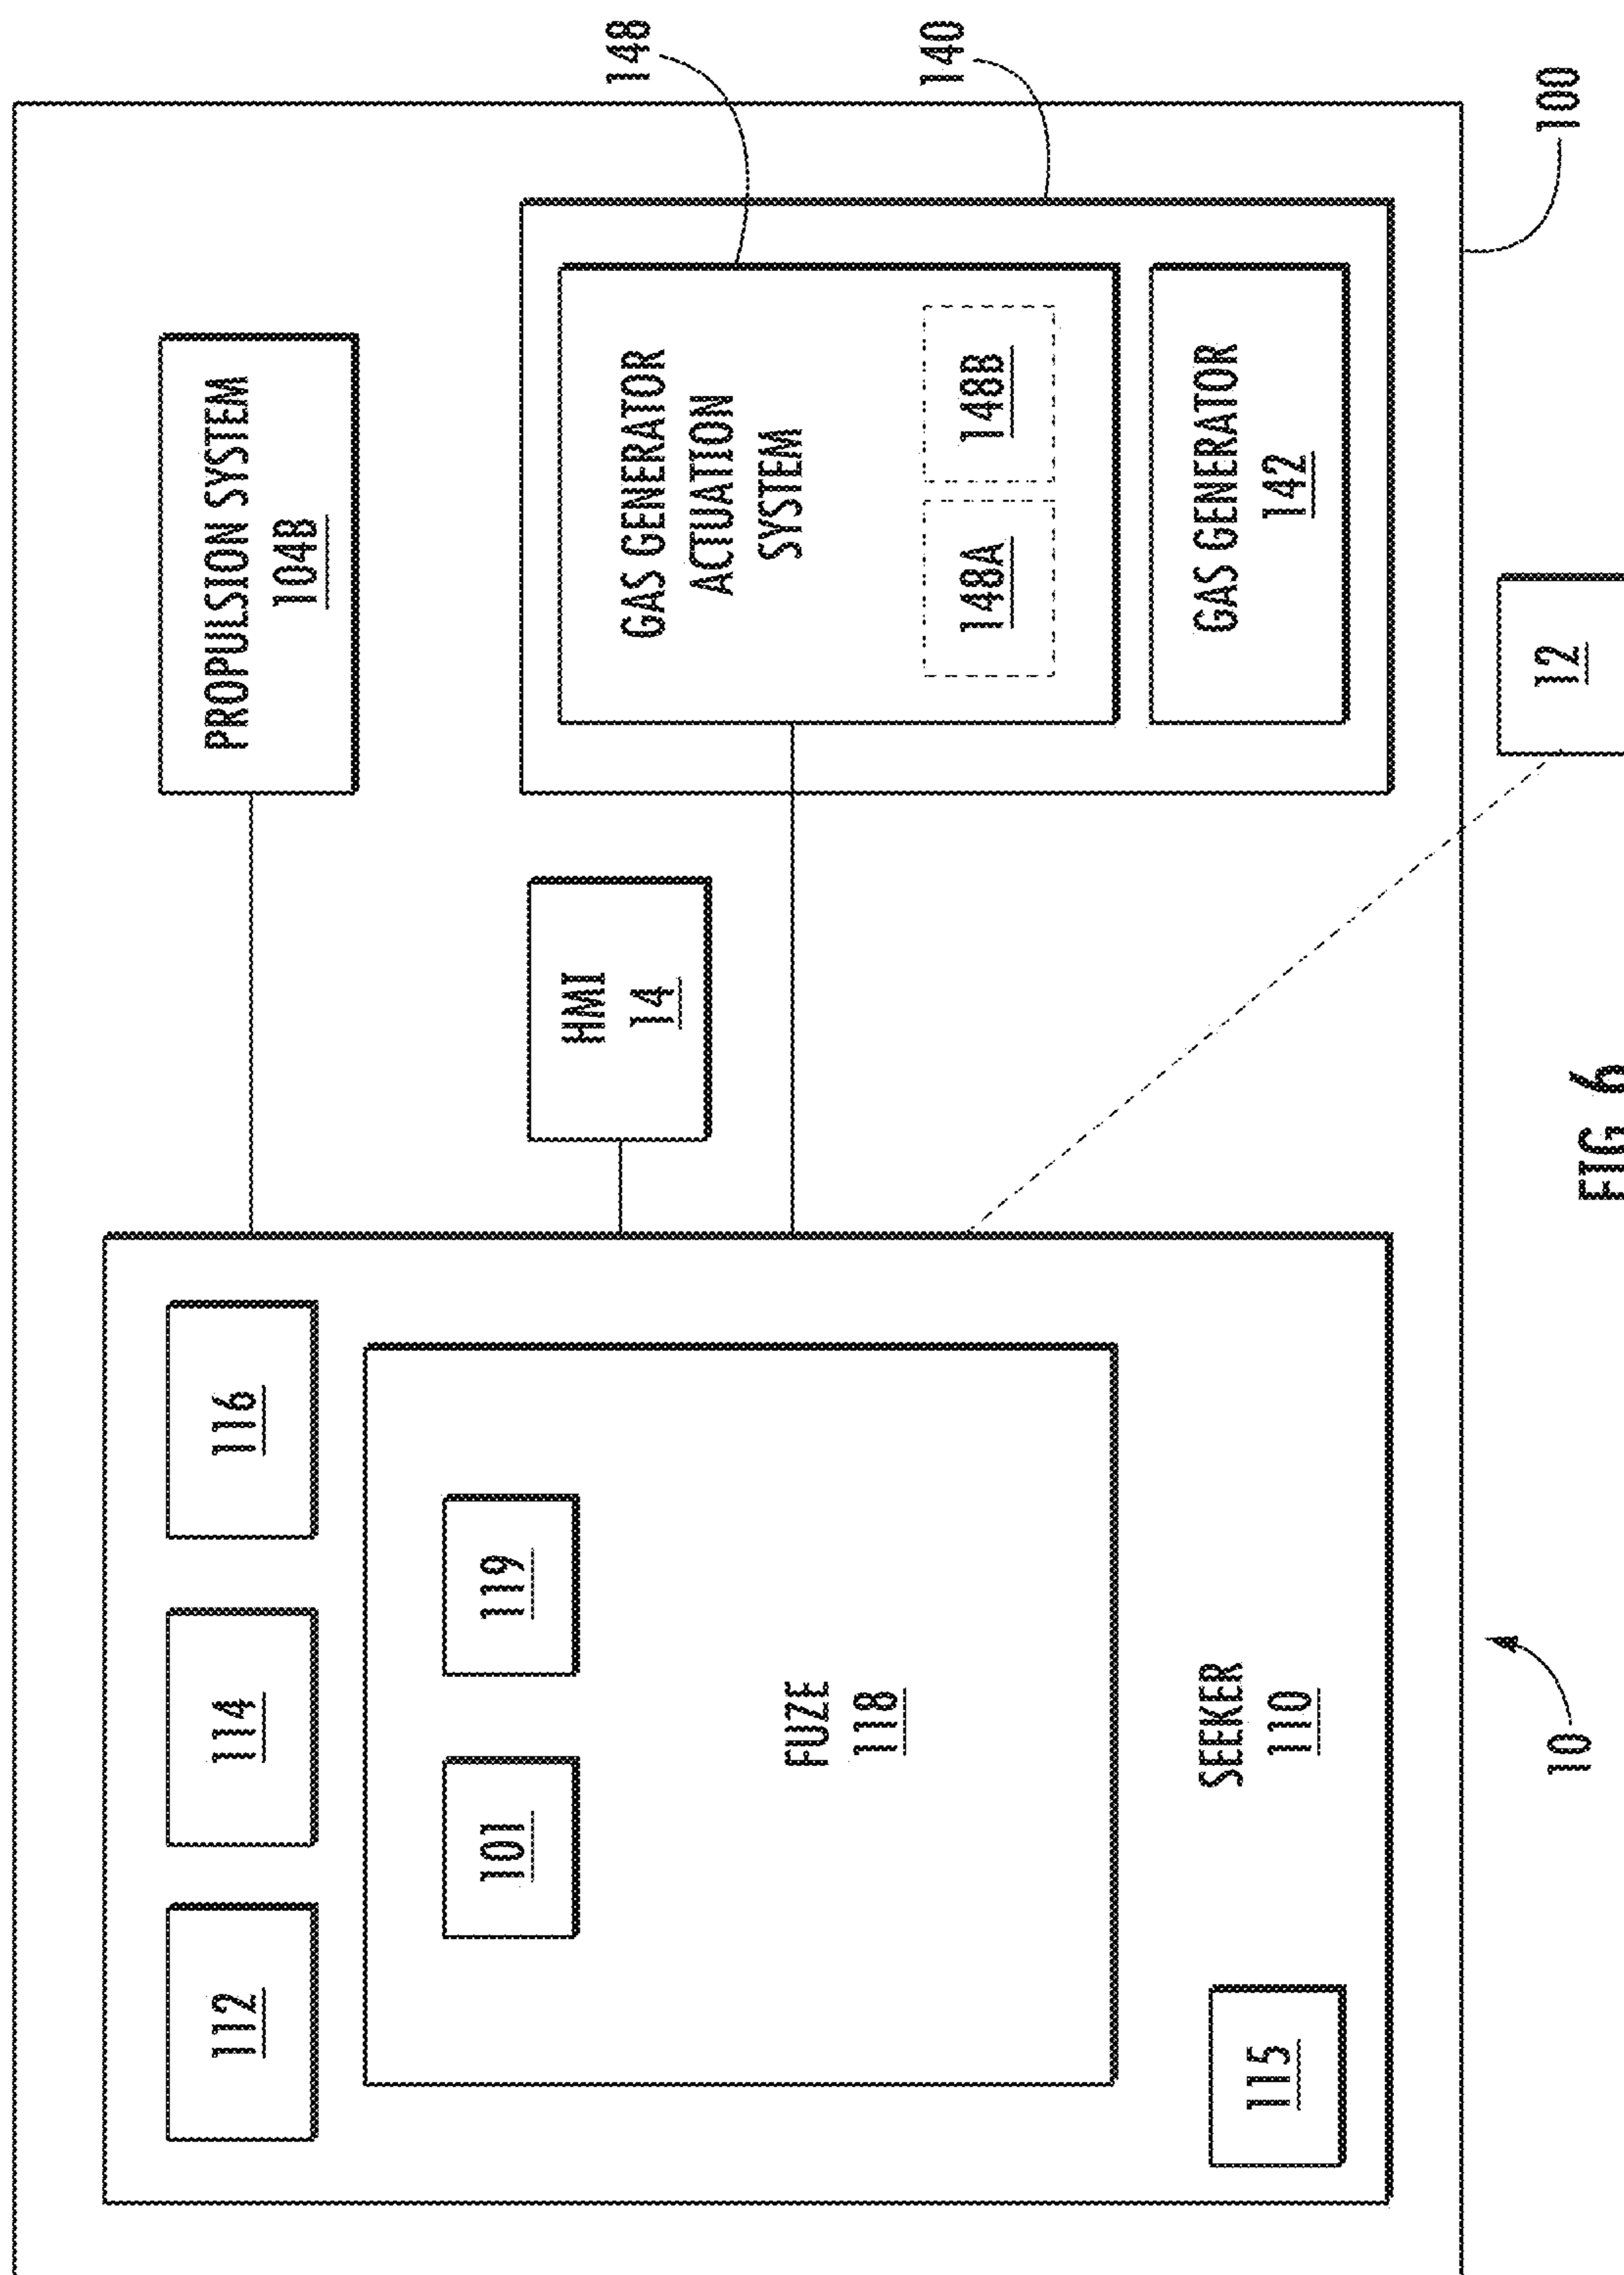 112
114
116
PROPULSION SYSTEM
104B
101
119
HMI
14
148
GAS GENERATOR
ACTUATION
SYSTEM
FUZE
118
148A
148B
140
115
SEEKER
110
GAS GENERATOR
142
10
12
100
FIG 6